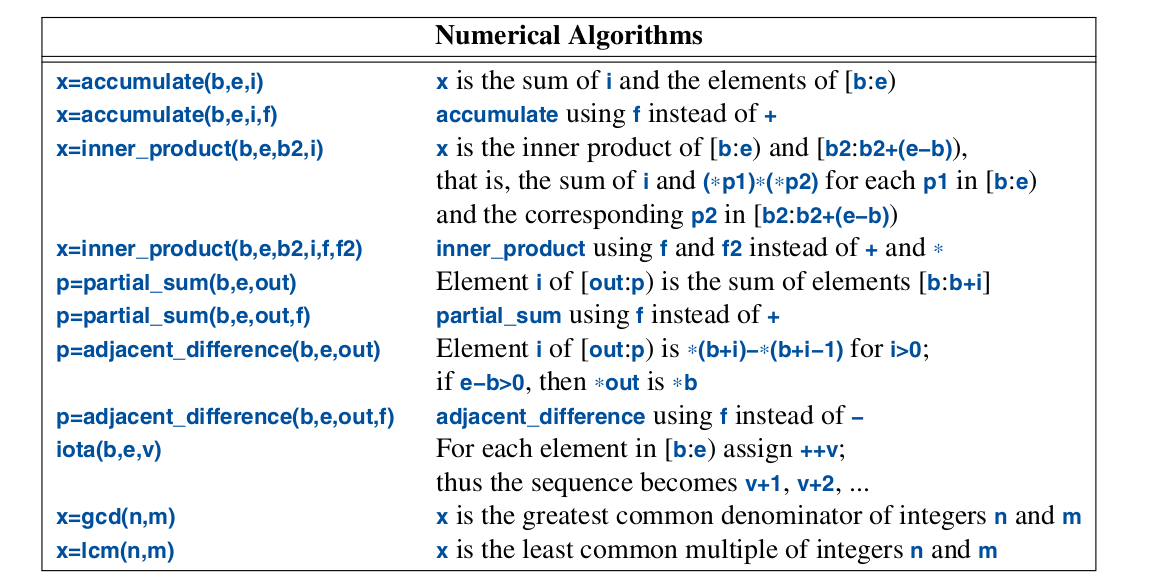 Numerical Algorithms
x=accumulate(b,e,i) x is the sum of i and the elements of [b:e)
x=accumulate(b,e,i,f) accumulate using f instead of +
x=inner_product(b,e,b2,i) x is the inner product of [b:e) and [b2:b2+(e−b)),
that is, the sum of i and (∗p1)∗(∗p2) for each p1 in [b:e)
and the corresponding p2 in [b2:b2+(e−b))
x=inner_product(b,e,b2,i,f,f2) inner_product using f and f2 instead of + and ∗
p=partial_sum(b,e,out) Element i of [out:p) is the sum of elements [b:b+i]
p=partial_sum(b,e,out,f) partial_sum using f instead of +
p=adjacent_difference(b,e,out) Element i of [out:p) is ∗(b+i)−∗(b+i−1) for i>0;
if e−b>0, then ∗out is ∗b
p=adjacent_difference(b,e,out,f) adjacent_difference using f instead of −
iota(b,e,v) For each element in [b:e) assign ++v;
thus the sequence becomes v+1, v+2, ...
x=gcd(n,m) x is the greatest common denominator of integers n and m
x=lcm(n,m) x is the least common multiple of integers n and m